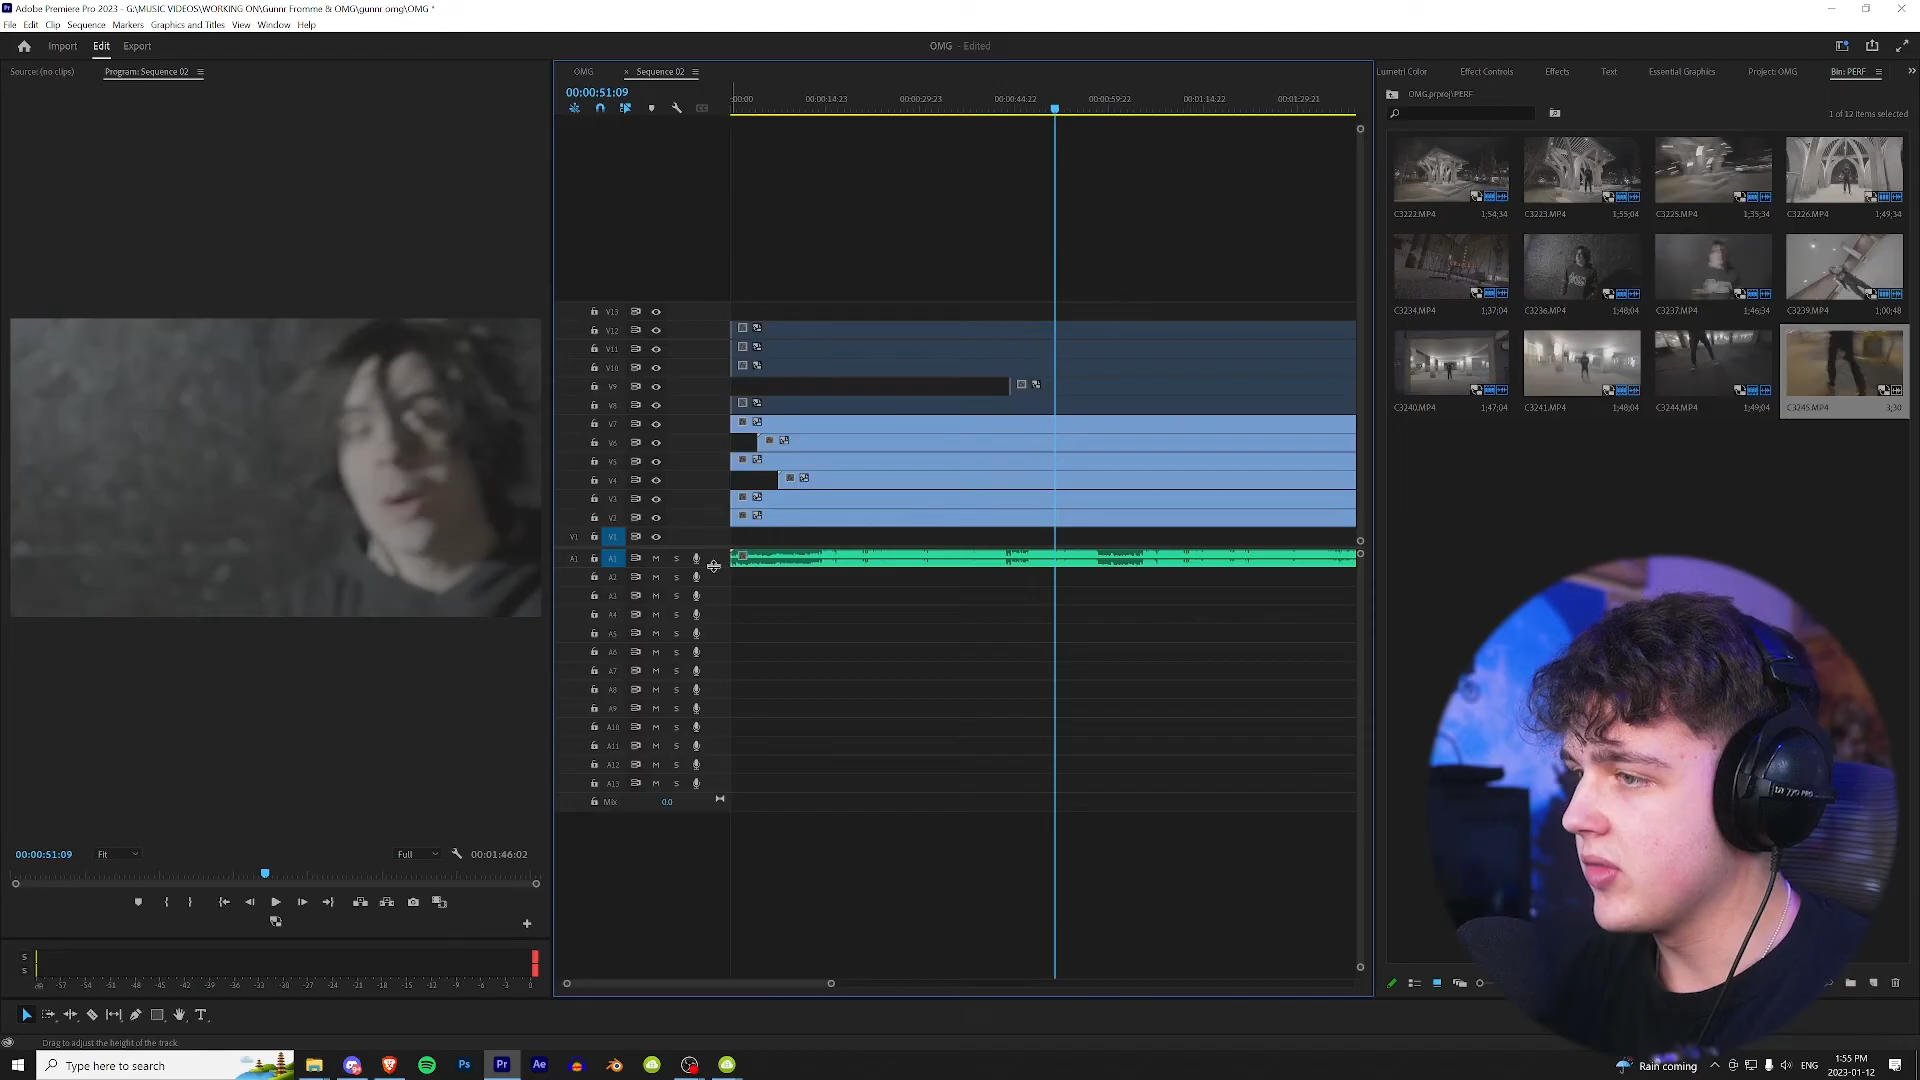 Adobe Premiere Pro 2023 - G:\MUSIC VIDEOS\WORKING ON\Gunnr Fromme & OMG\gunnr omg\OMG *
File Edit Clip Sequence Markers Graphics and Titles View Window Help
Import Edit Export
OMG - Edited
Source: (no clips) Program: Sequence 02
OMG × Sequence 02
Lumetri Color Effect Controls Effects Text Essential Graphics Project: OMG Bin: PERF
00:00:51:09
:00:00 00:00:14:23 00:00:29:23 00:00:44:22 00:00:59:22 00:01:14:22 00:01:29:21
OMG.prproj\PERF
1 of 12 items selected
C3222.MP4 1;54;34
C3223.MP4 1;55;04
C3225.MP4 1;35;34
C3226.MP4 1;49;34
C3234.MP4 1;37;04
C3236.MP4 1;48;04
C3237.MP4 1;46;34
C3239.MP4 1;00;48
C3240.MP4 1;47;04
C3241.MP4 1;48;04
C3244.MP4 1;49;04
C3245.MP4 3;30
V13
V12
V11
V10
V9
V8
V7
V6
V5
V4
V3
V2
V1 V1
A1 A1 M S
A2 M S
A3 M S
A4 M S
A5 M S
A6 M S
A7 M S
A8 M S
A9 M S
A10 M S
A11 M S
A12 M S
A13 M S
Mix 0.0
00:00:51:09 Fit Full 00:01:46:02
S
S
dB -57 -54 -51 -48 -45 -42 -39 -36 -33 -30 -27 -24 -21 -18 -15 -12 -9 -6 -3 0
Drag to adjust the height of the track.
Type here to search
Ps Pr Ae
Rain coming
ENG
1:55 PM
2023-01-12